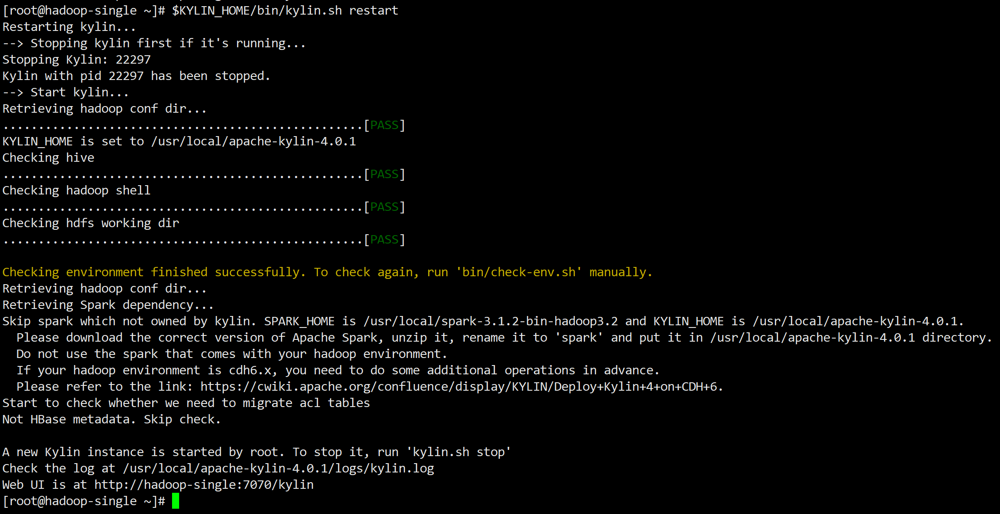 [root@hadoop-single ~]# $KYLIN_HOME/bin/kylin.sh restart
Restarting kylin...
--> Stopping kylin first if it's running...
Stopping Kylin: 22297
Kylin with pid 22297 has been stopped.
--> Start kylin...
Retrieving hadoop conf dir...
...................................................[PASS]
KYLIN_HOME is set to /usr/local/apache-kylin-4.0.1
Checking hive
...................................................[PASS]
Checking hadoop shell
...................................................[PASS]
Checking hdfs working dir
...................................................[PASS]

Checking environment finished successfully. To check again, run 'bin/check-env.sh' manually.
Retrieving hadoop conf dir...
Retrieving Spark dependency...
Skip spark which not owned by kylin. SPARK_HOME is /usr/local/spark-3.1.2-bin-hadoop3.2 and KYLIN_HOME is /usr/local/apache-kylin-4.0.1.
  Please download the correct version of Apache Spark, unzip it, rename it to 'spark' and put it in /usr/local/apache-kylin-4.0.1 directory.
  Do not use the spark that comes with your hadoop environment.
  If your hadoop environment is cdh6.x, you need to do some additional operations in advance.
  Please refer to the link: https://cwiki.apache.org/confluence/display/KYLIN/Deploy+Kylin+4+on+CDH+6.
Start to check whether we need to migrate acl tables
Not HBase metadata. Skip check.

A new Kylin instance is started by root. To stop it, run 'kylin.sh stop'
Check the log at /usr/local/apache-kylin-4.0.1/logs/kylin.log
Web UI is at http://hadoop-single:7070/kylin
[root@hadoop-single ~]#